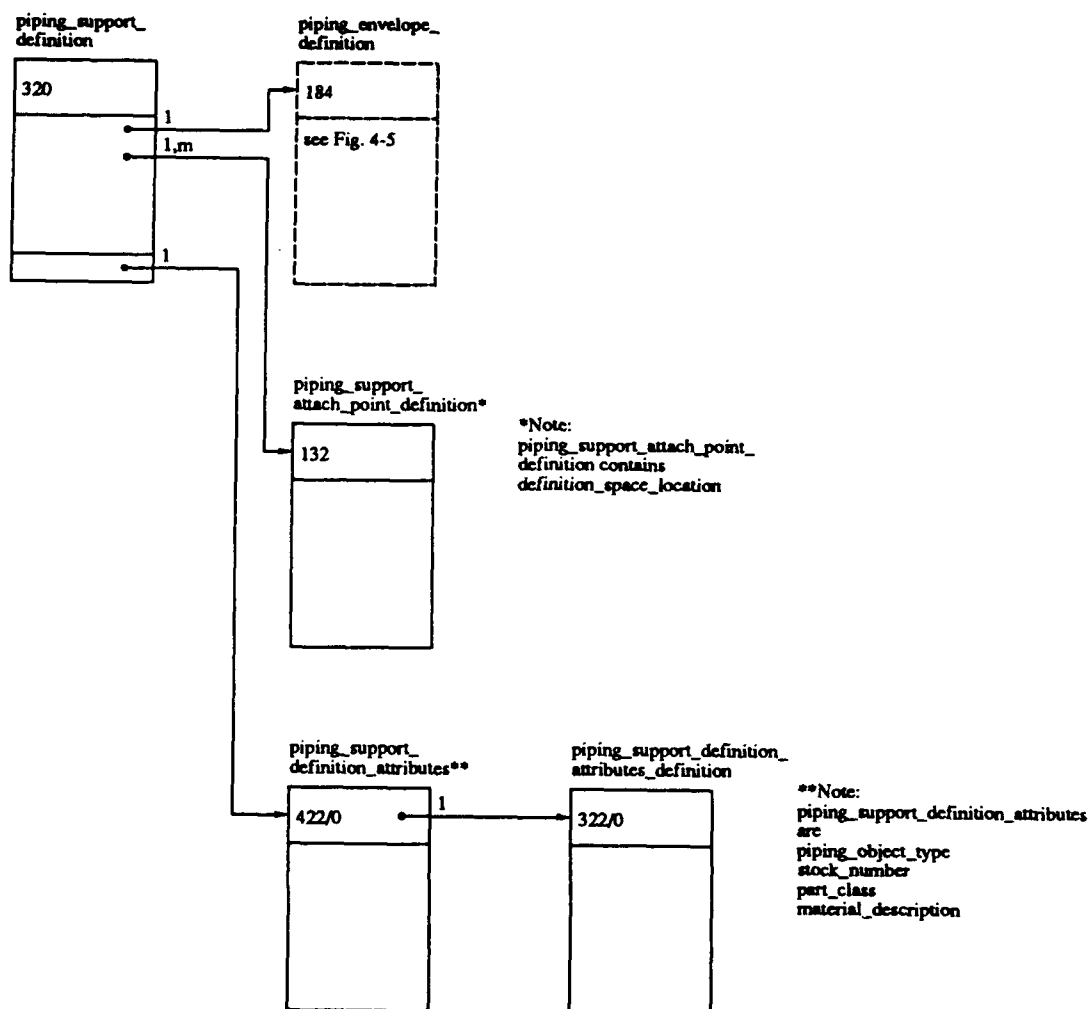 piping_support_
definition
320
1
1,m
1
piping_envelope_
definition
184
see Fig. 4-5
piping_support_
attach_point_definition*
132
*Note:
piping_support_attach_point_
definition contains
definition_space_location
piping_support_
definition_attributes**
422/0
1
piping_support_definition_
attributes_definition
322/0
**Note:
piping_support_definition_attributes
are
piping_object_type
stock_number
part_class
material_description